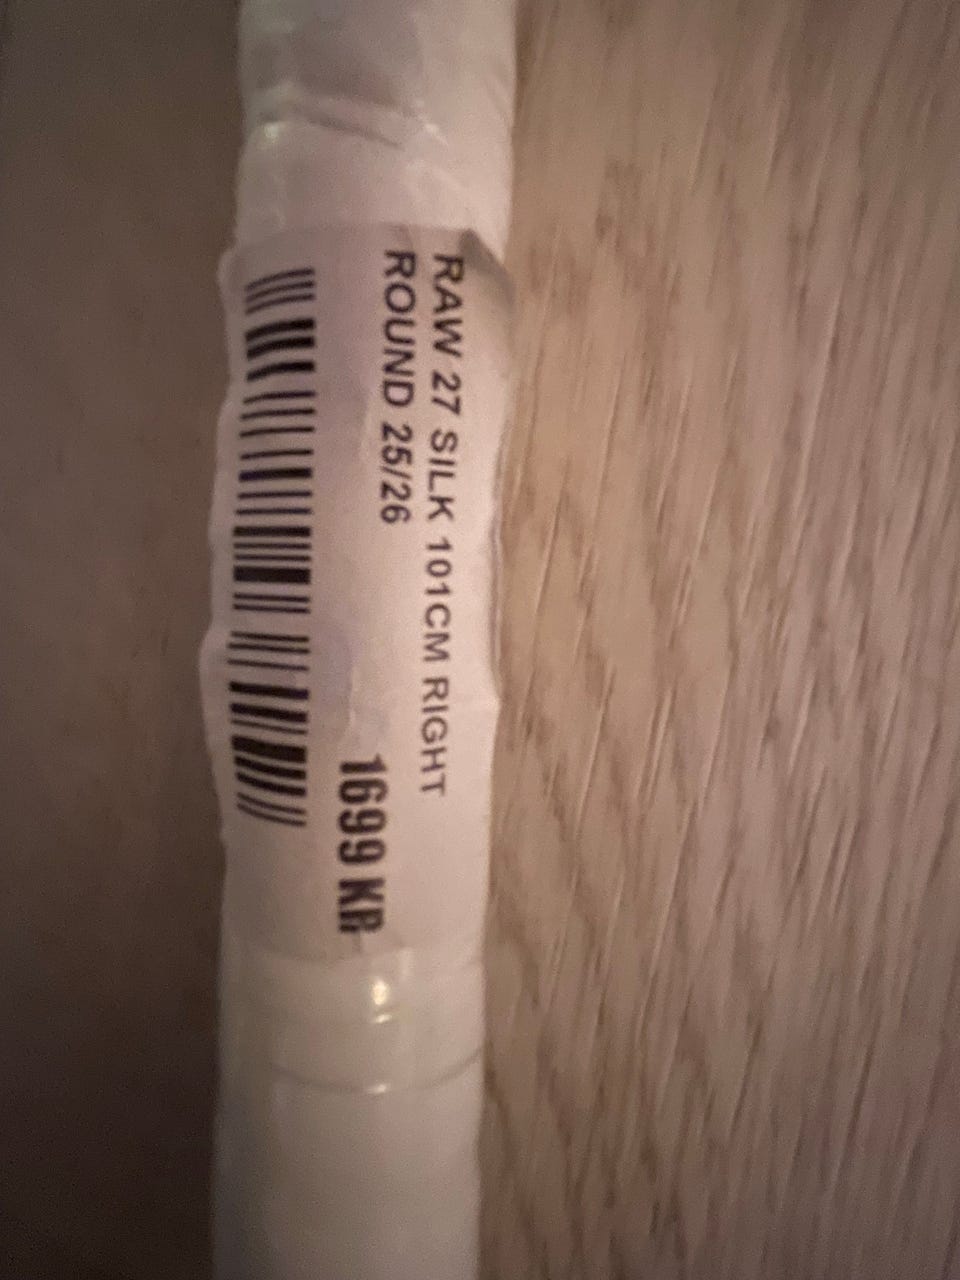 RAW 27 SILK 101CM RIGHT
ROUND 25/26
1699 KR